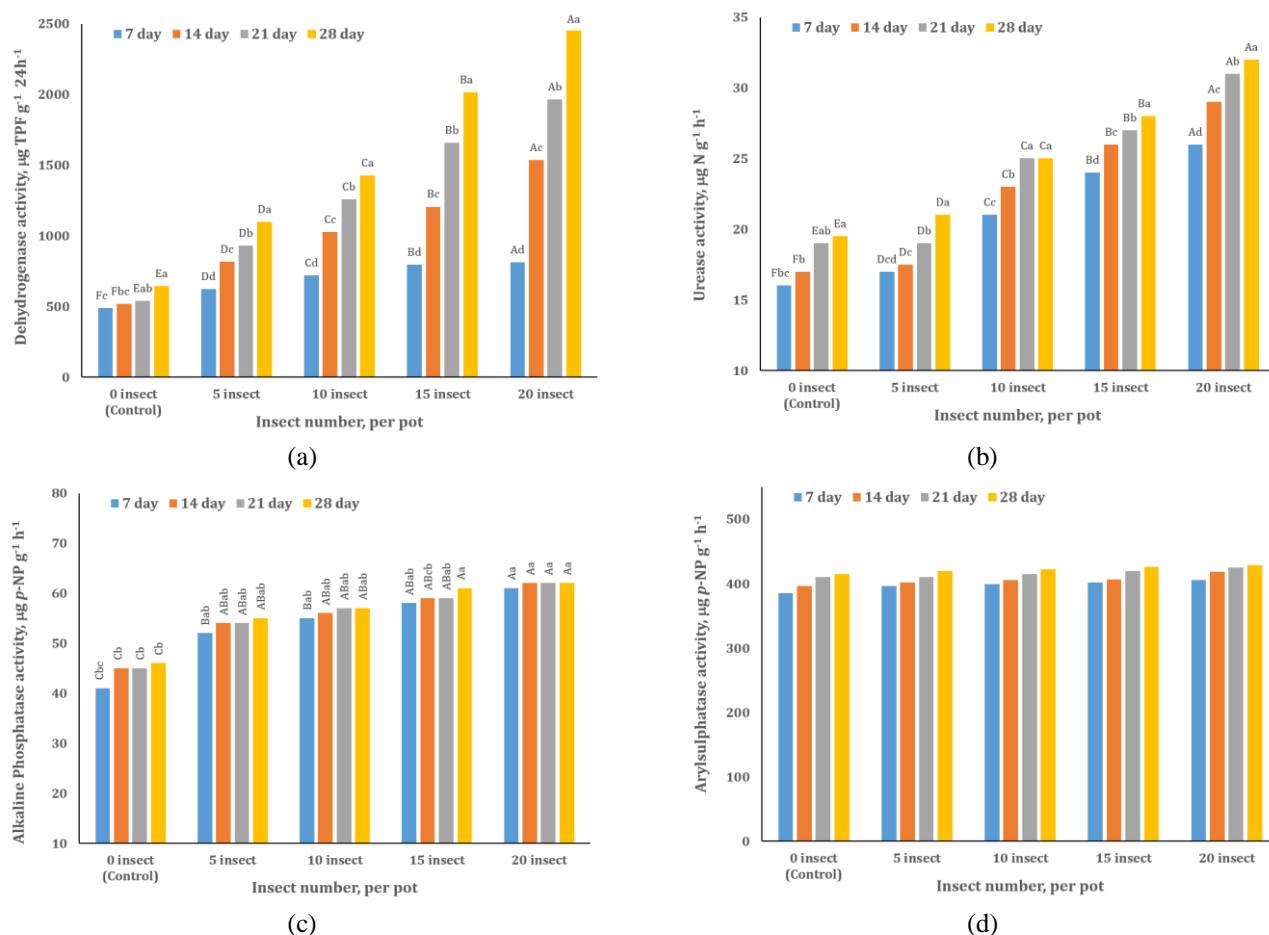 Dehydrogenase activity, µg TPF g⁻¹ 24h⁻¹
2500
2000
1500
1000
500
0
7 day 14 day 21 day 28 day
Fc Fbc Eab Ea
Dd Dc Db Da
Cd Cc Cb Ca
Bd Bc Bb Ba
Ad Ac Ab Aa
0 insect (Control) 5 insect 10 insect 15 insect 20 insect
Insect number, per pot
(a)
Urease activity, µg N g⁻¹ h⁻¹
35
30
25
20
15
10
7 day 14 day 21 day 28 day
Fbc Fb Eab Ea
Dcd Dc Db Da
Cc Cb Ca Ca
Bd Bc Bb Ba
Ad Ac Ab Aa
0 insect (Control) 5 insect 10 insect 15 insect 20 insect
Insect number, per pot
(b)
Alkaline Phosphatase activity, µg p-NP g⁻¹ h⁻¹
80
70
60
50
40
30
20
10
7 day 14 day 21 day 28 day
Cbc Cb Cb Cb
Bab ABab ABab ABab
Bab ABab ABab ABab
ABab ABcb ABab Aa
Aa Aa Aa Aa
0 insect (Control) 5 insect 10 insect 15 insect 20 insect
Insect number, per pot
(c)
Arylsulphatase activity, µg p-NP g⁻¹ h⁻¹
500
400
300
200
100
0
7 day 14 day 21 day 28 day
0 insect (Control) 5 insect 10 insect 15 insect 20 insect
Insect number, per pot
(d)